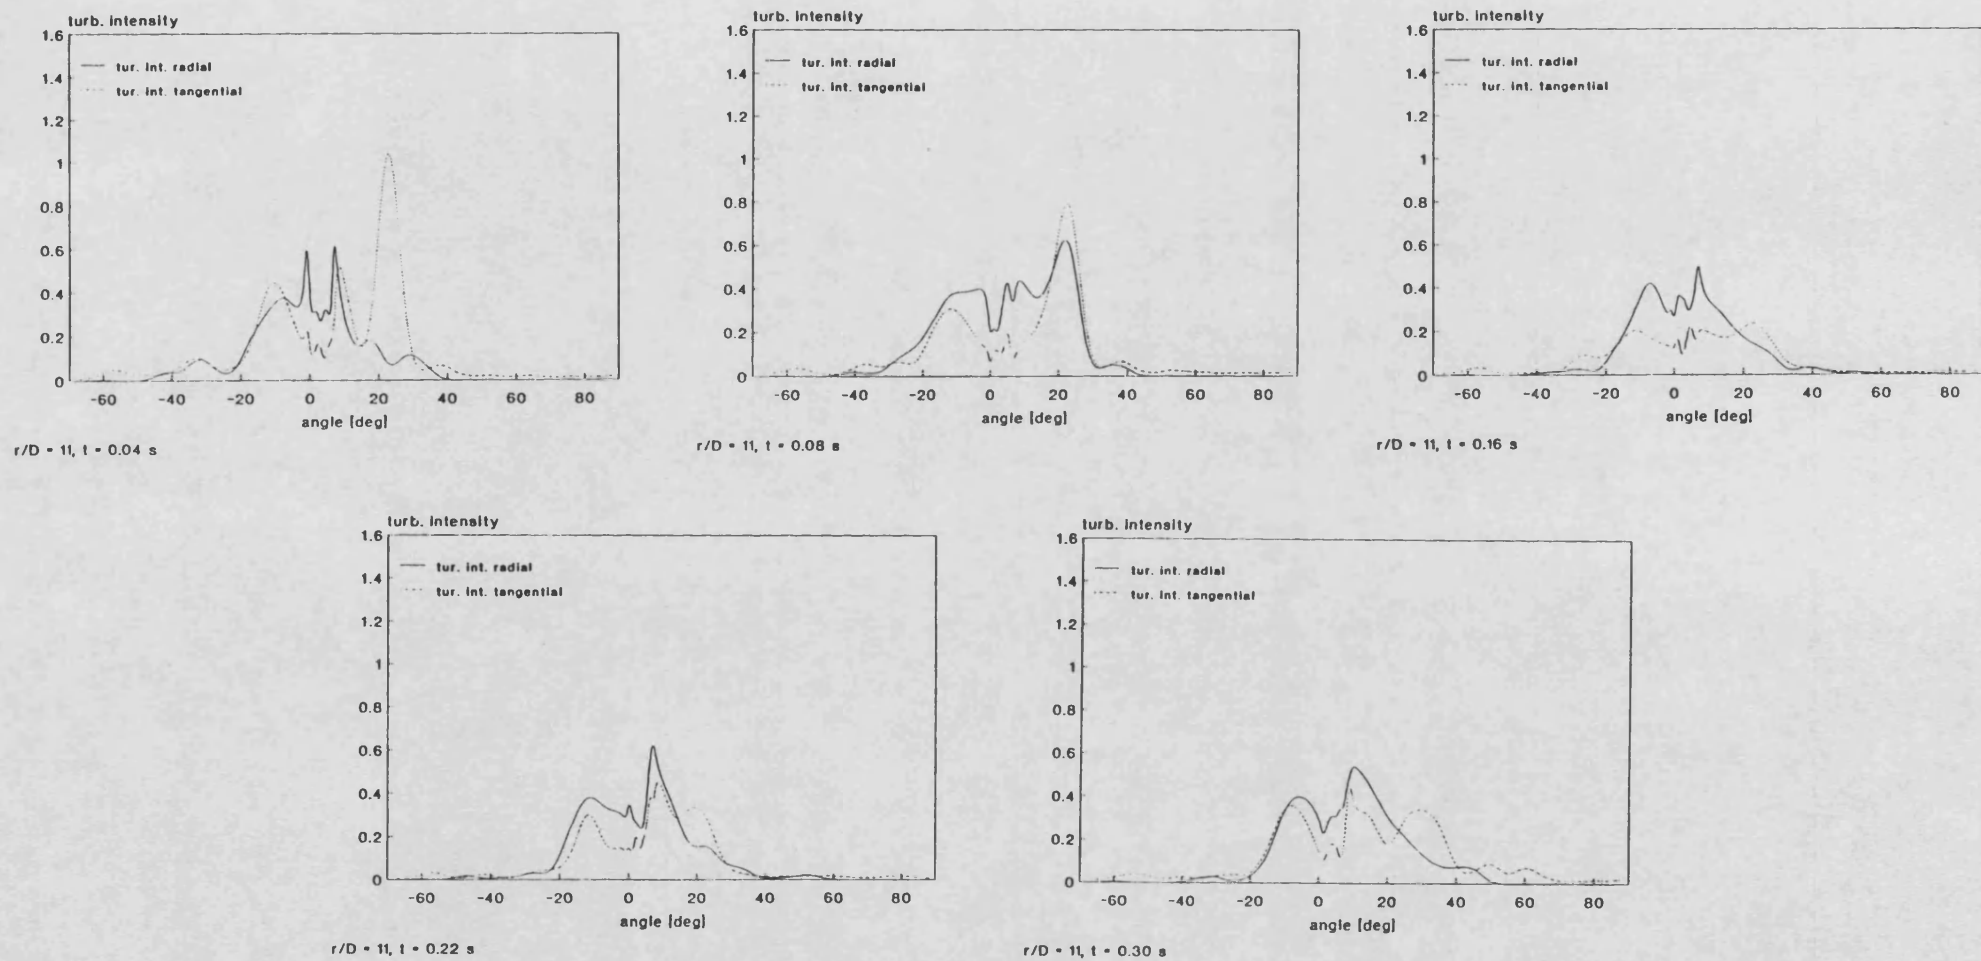 turb. intensity
1.6
1.4
1.2
1
0.8
0.6
0.4
0.2
0
tur. int. radial
tur. int. tangential
-60 -40 -20 0 20 40 60 80
angle [deg]
r/D = 11, t = 0.04 s
turb. intensity
1.6
1.4
1.2
1
0.8
0.6
0.4
0.2
0
tur. int. radial
tur. int. tangential
-60 -40 -20 0 20 40 60 80
angle [deg]
r/D = 11, t = 0.08 s
turb. intensity
1.6
1.4
1.2
1
0.8
0.6
0.4
0.2
0
tur. int. radial
tur. int. tangential
-60 -40 -20 0 20 40 60 80
angle [deg]
r/D = 11, t = 0.16 s
turb. intensity
1.6
1.4
1.2
1
0.8
0.6
0.4
0.2
0
tur. int. radial
tur. int. tangential
-60 -40 -20 0 20 40 60 80
angle [deg]
r/D = 11, t = 0.22 s
turb. intensity
1.6
1.4
1.2
1
0.8
0.6
0.4
0.2
0
tur. int. radial
tur. int. tangential
-60 -40 -20 0 20 40 60 80
angle [deg]
r/D = 11, t = 0.30 s